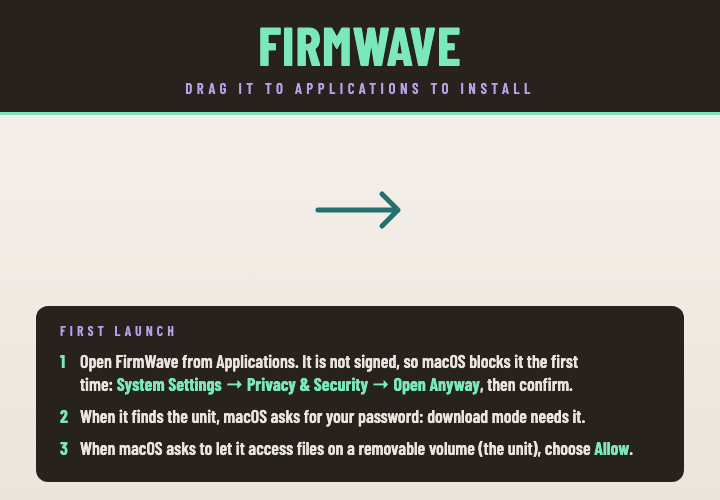 FIRMWAVE
DRAG IT TO APPLICATIONS TO INSTALL
FIRST LAUNCH
1 Open FirmWave from Applications. It is not signed, so macOS blocks it the first
time: System Settings → Privacy & Security → Open Anyway, then confirm.
2 When it finds the unit, macOS asks for your password: download mode needs it.
3 When macOS asks to let it access files on a removable volume (the unit), choose Allow.